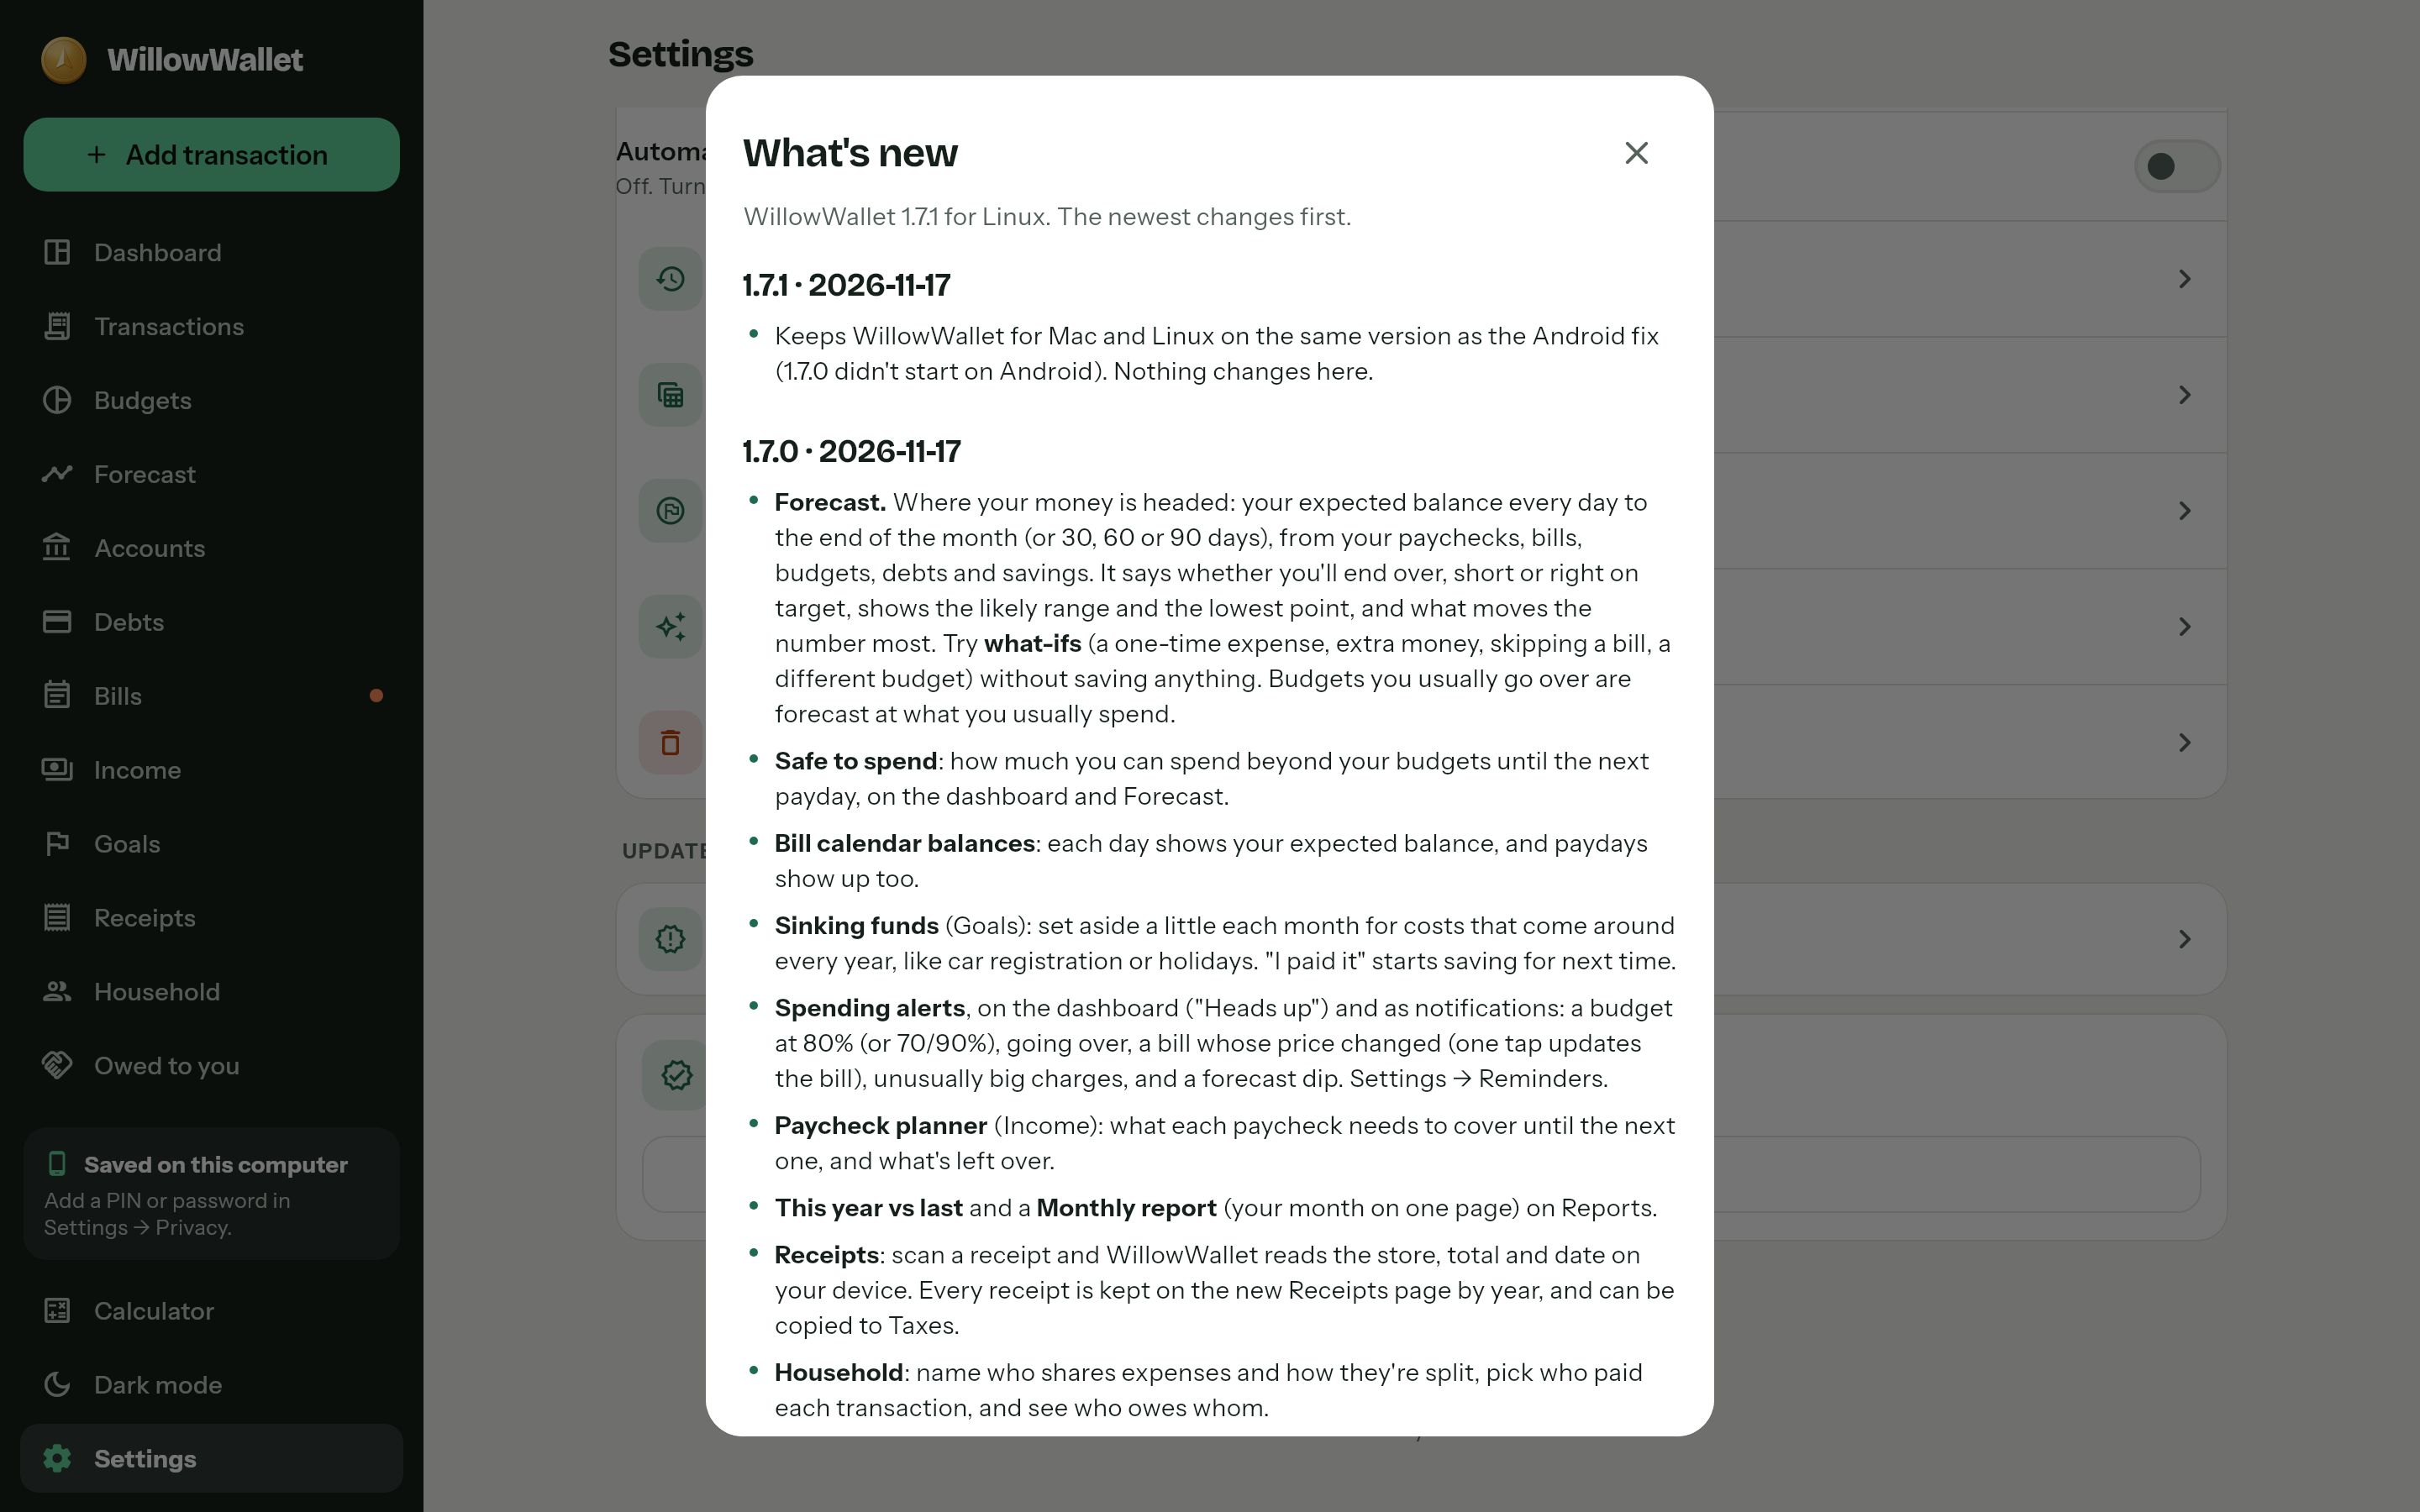 WillowWallet
Add transaction
Dashboard
Transactions
Budgets
Forecast
Accounts
Debts
Bills
Income
Goals
Receipts
Household
Owed to you
Saved on this computer
Add a PIN or password in
Settings → Privacy.
Calculator
Dark mode
Settings
Settings
Off. Turn
UPDATE
What's new
WillowWallet 1.7.1 for Linux. The newest changes first.
1.7.1 · 2026-11-17
Keeps WillowWallet for Mac and Linux on the same version as the Android fix
(1.7.0 didn't start on Android). Nothing changes here.
1.7.0 · 2026-11-17
Forecast. Where your money is headed: your expected balance every day to
the end of the month (or 30, 60 or 90 days), from your paychecks, bills,
budgets, debts and savings. It says whether you'll end over, short or right on
target, shows the likely range and the lowest point, and what moves the
number most. Try what-ifs (a one-time expense, extra money, skipping a bill, a
different budget) without saving anything. Budgets you usually go over are
forecast at what you usually spend.
Safe to spend: how much you can spend beyond your budgets until the next
payday, on the dashboard and Forecast.
Bill calendar balances: each day shows your expected balance, and paydays
show up too.
Sinking funds (Goals): set aside a little each month for costs that come around
every year, like car registration or holidays. "I paid it" starts saving for next time.
Spending alerts, on the dashboard ("Heads up") and as notifications: a budget
at 80% (or 70/90%), going over, a bill whose price changed (one tap updates
the bill), unusually big charges, and a forecast dip. Settings → Reminders.
Paycheck planner (Income): what each paycheck needs to cover until the next
one, and what's left over.
This year vs last and a Monthly report (your month on one page) on Reports.
Receipts: scan a receipt and WillowWallet reads the store, total and date on
your device. Every receipt is kept on the new Receipts page by year, and can be
copied to Taxes.
Household: name who shares expenses and how they're split, pick who paid
each transaction, and see who owes whom.